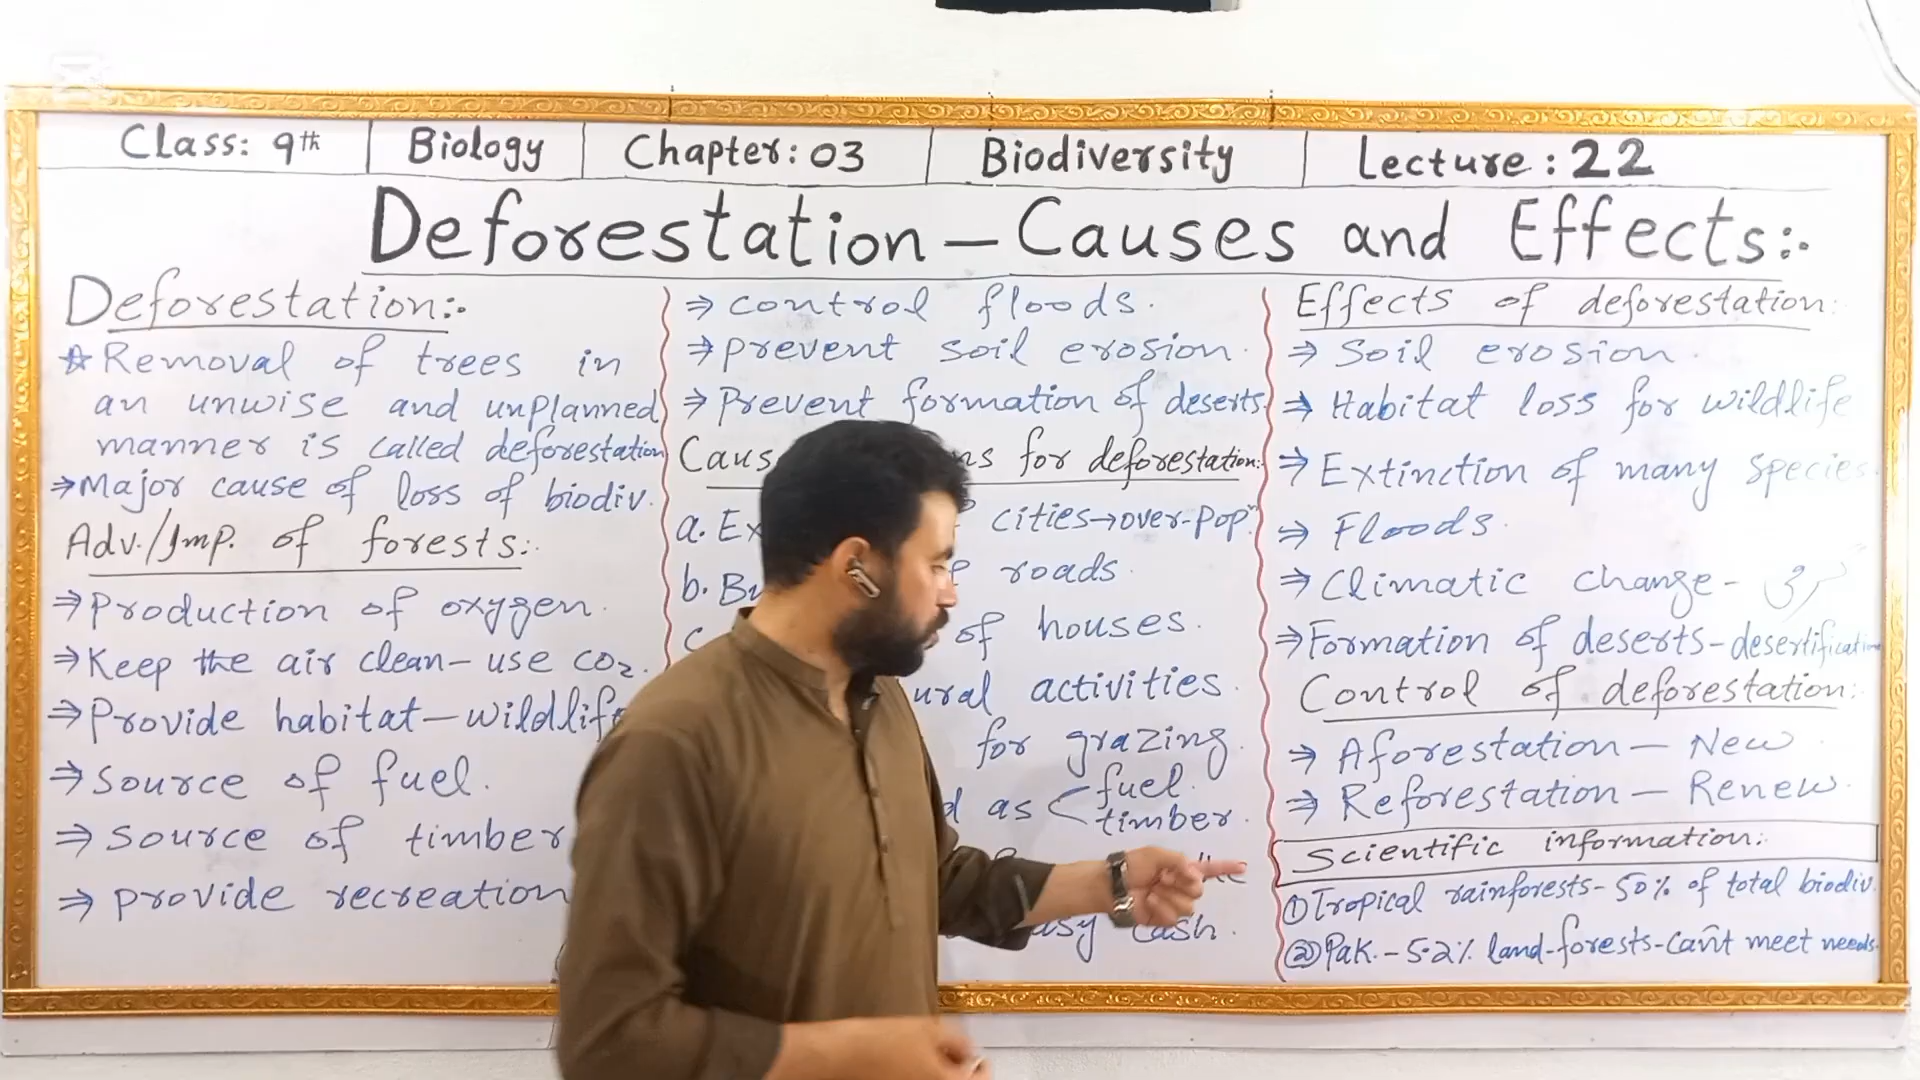 Class: 9th Biology Chapter: 03 Biodiversity Lecture: 22
Deforestation — Causes and Effects:.
Deforestation:.
☆ Removal of trees in
an unwise and unplanned
manner is called deforestation
⇒ Major cause of loss of biodiv.
Adv./Imp. of forests:.
⇒ Production of oxygen.
⇒ Keep the air clean – use CO2.
⇒ Provide habitat – wildlife
⇒ Source of fuel.
⇒ Source of timber
⇒ Provide recreation
⇒ control floods.
⇒ prevent soil erosion.
⇒ Prevent formation of deserts.
for deforestation:
a. cities → over-popn
b. roads.
of houses.
activities.
for grazing.
as < fuel.
timber.
cash.
Effects of deforestation:
⇒ Soil erosion.
⇒ Habitat loss for wildlife
⇒ Extinction of many species.
⇒ Floods.
⇒ Climatic change –
⇒ Formation of deserts – desertification
Control of deforestation:
⇒ Aforestation – New
⇒ Reforestation – Renew.
Scientific information:
① Tropical rainforests – 50% of total biodiv.
② Pak. – 5.2% land-forests-can't meet needs.